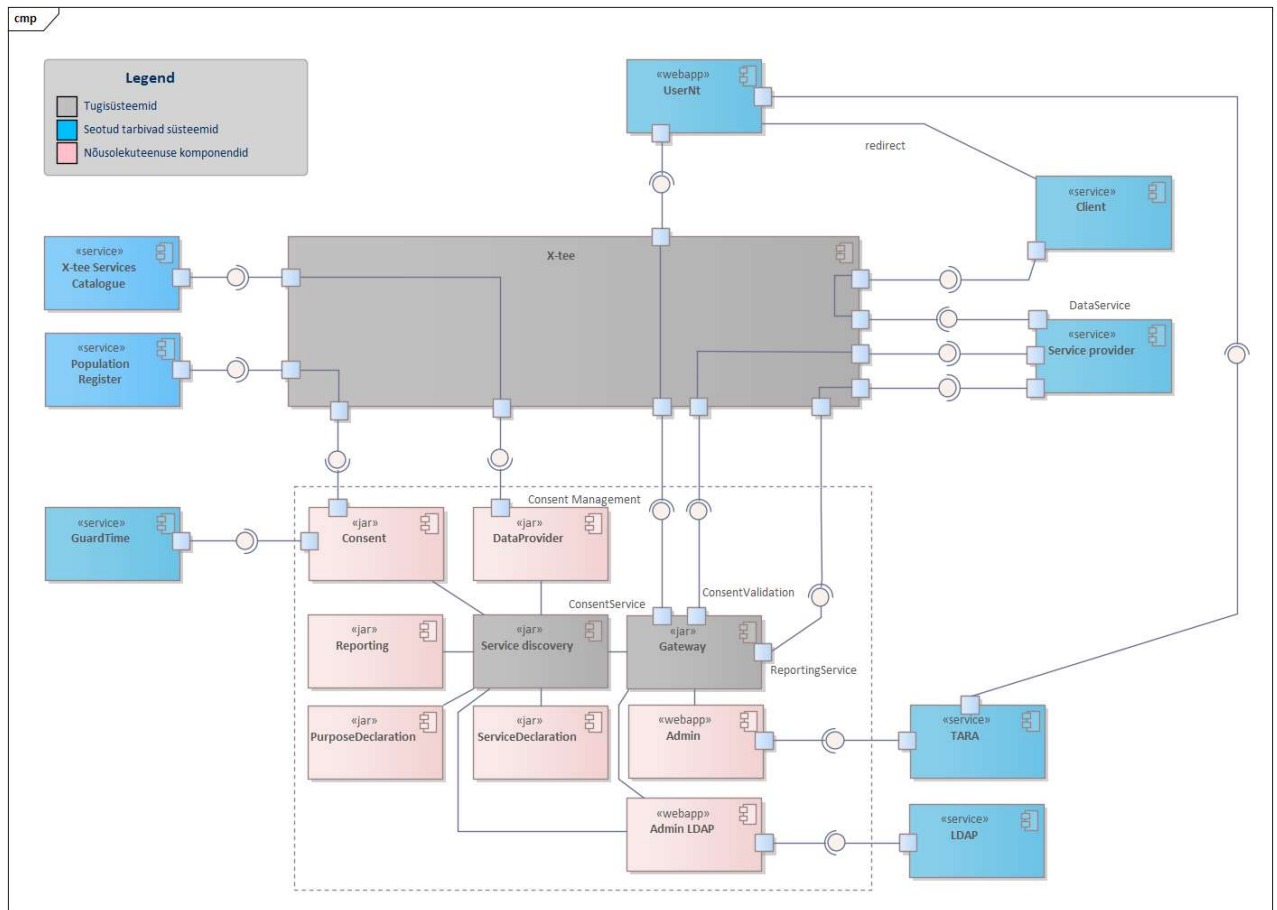 cmp
Legend
Tugisüsteemid
Seotud tarbivad süsteemid
Nõusolekuteenuse komponendid
«webapp»
UserNt
redirect
«service»
Client
«service»
X-tee Services
Catalogue
X-tee
DataService
«service»
Service provider
«service»
Population
Register
Consent Management
«service»
GuardTime
«jar»
Consent
«jar»
DataProvider
ConsentService
ConsentValidation
«jar»
Reporting
«jar»
Service discovery
«jar»
Gateway
ReportingService
«jar»
PurposeDeclaration
«jar»
ServiceDeclaration
«webapp»
Admin
«service»
TARA
«webapp»
Admin LDAP
«service»
LDAP